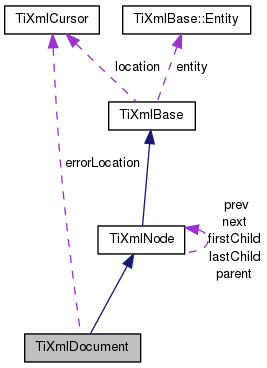 TiXmlCursor
TiXmlBase::Entity
location
entity
TiXmlBase
errorLocation
prev
next
firstChild
lastChild
parent
TiXmlNode
TiXmlDocument